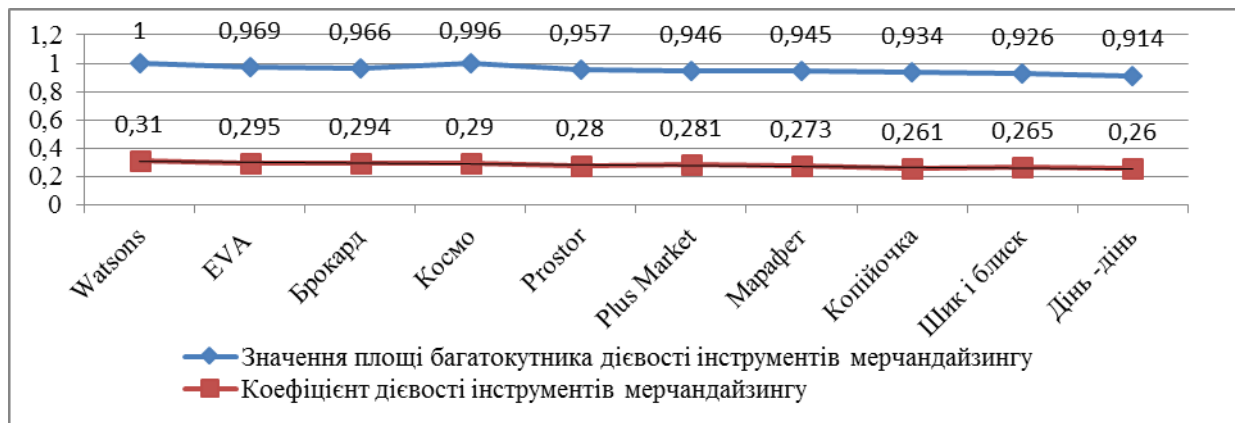 1,2
1
0,8
0,6
0,4
0,2
0
1 0,969 0,966 0,996 0,957 0,946 0,945 0,934 0,926 0,914
0,31 0,295 0,294 0,29 0,28 0,281 0,273 0,261 0,265 0,26
Watsons
EVA
Брокард
Космо
Prostor
Plus Market
Марафет
Копійочка
Шик і блиск
Дінь -дінь
Значення площі багатокутника дієвості інструментів мерчандайзингу
Коефіцієнт дієвості інструментів мерчандайзингу